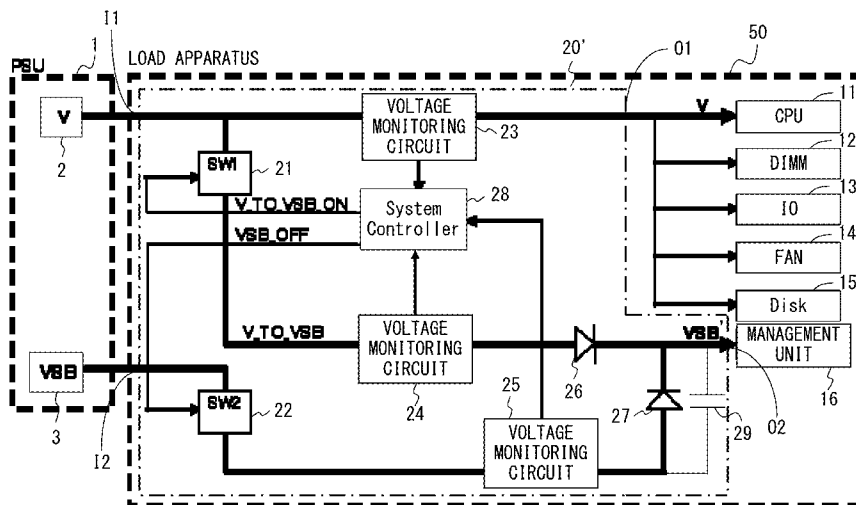 1
I1
LOAD APPARATUS
20'
O1
50
PSU
V
2
VOLTAGE
MONITORING
CIRCUIT
23
V
11
CPU
12
DIMM
13
IO
14
FAN
15
Disk
SW1
21
V_TO_VSB_ON
VSB_OFF
System
Controller
28
V_TO_VSB
VOLTAGE
MONITORING
CIRCUIT
24
26
VSB'
MANAGEMENT
UNIT
16
VSB
3
I2
SW2
22
25
VOLTAGE
MONITORING
CIRCUIT
27
29
O2